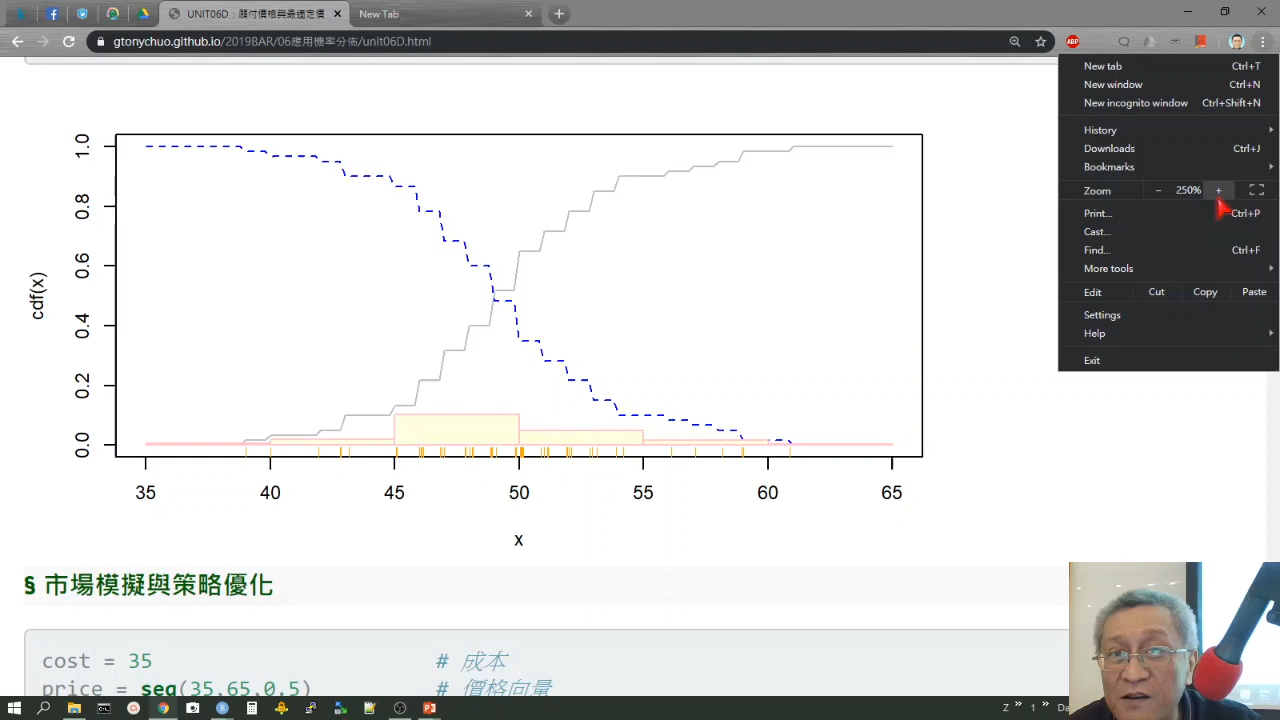 UNIT06D：願付價格與最適定價
New Tab
gtonychuo.github.io/2019BAR/06應用機率分佈/unit06D.html
ABP
New tab Ctrl+T
New window Ctrl+N
New incognito window Ctrl+Shift+N
History
Downloads Ctrl+J
Bookmarks
Zoom − 250% +
Print... Ctrl+P
Cast...
Find... Ctrl+F
More tools
Edit Cut Copy Paste
Settings
Help
Exit
cdf(x)
1.0
0.8
0.6
0.4
0.2
0.0
35 40 45 50 55 60 65
x
§ 市場模擬與策略優化
cost = 35 # 成本
price = seq(35,65,0.5) # 價格向量
Z » 1 » Da